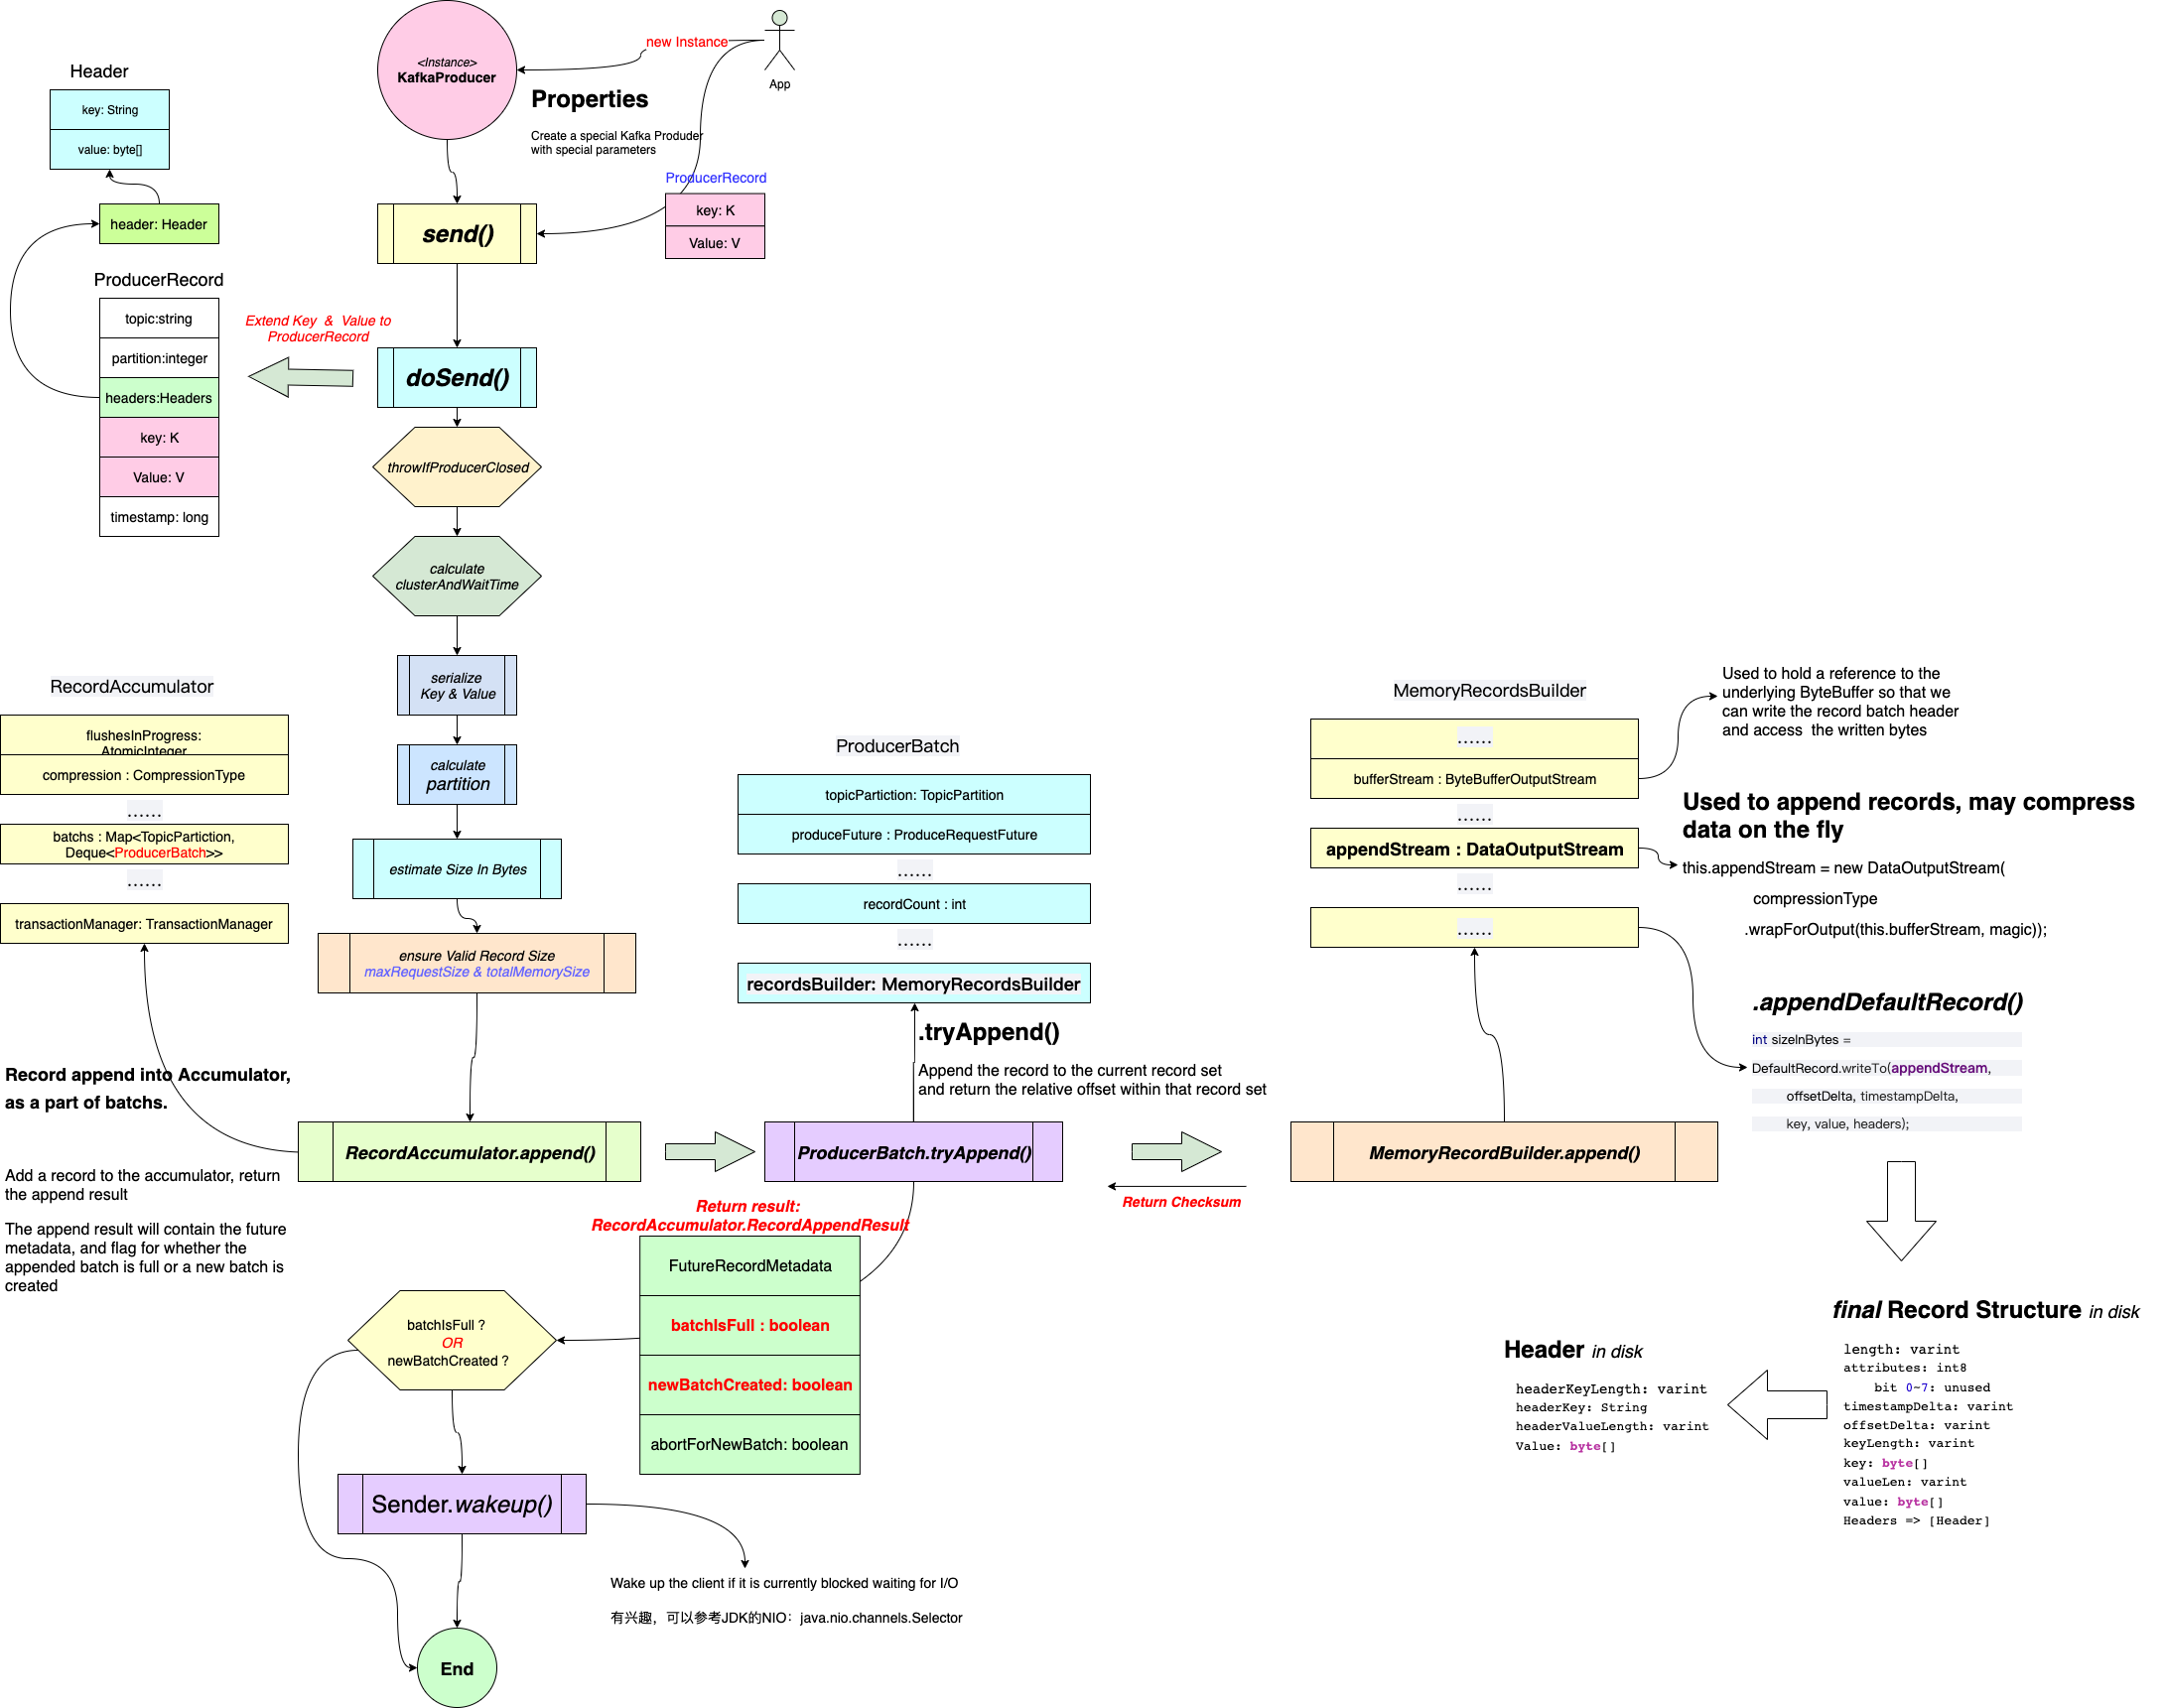 <Instance>
KafkaProducer
new Instance
App
Properties
Create a special Kafka Produder
with special parameters
ProducerRecord
key: K
Value: V
Header
key: String
value: byte[]
header: Header
ProducerRecord
topic:string
partition:integer
headers:Headers
key: K
Value: V
timestamp: long
Extend Key & Value to
ProducerRecord
send()
doSend()
throwIfProducerClosed
calculate
clusterAndWaitTime
serialize
Key & Value
calculate
partition
estimate Size In Bytes
ensure Valid Record Size
maxRequestSize & totalMemorySize
RecordAccumulator
flushesInProgress:
AtomicInteger
compression : CompressionType
......
batchs : Map<TopicPartiction,
Deque<ProducerBatch>>
......
transactionManager: TransactionManager
Record append into Accumulator,
as a part of batchs.
Add a record to the accumulator, return
the append result
The append result will contain the future
metadata, and flag for whether the
appended batch is full or a new batch is
created
RecordAccumulator.append()
ProducerBatch
topicPartiction: TopicPartition
produceFuture : ProduceRequestFuture
......
recordCount : int
......
recordsBuilder: MemoryRecordsBuilder
.tryAppend()
Append the record to the current record set
and return the relative offset within that record set
ProducerBatch.tryAppend()
Return result:
RecordAccumulator.RecordAppendResult
FutureRecordMetadata
batchIsFull : boolean
newBatchCreated: boolean
abortForNewBatch: boolean
Return Checksum
MemoryRecordsBuilder
......
bufferStream : ByteBufferOutputStream
......
appendStream : DataOutputStream
......
......
MemoryRecordBuilder.append()
Used to hold a reference to the
underlying ByteBuffer so that we
can write the record batch header
and access the written bytes
Used to append records, may compress
data on the fly
this.appendStream = new DataOutputStream(
compressionType
.wrapForOutput(this.bufferStream, magic));
.appendDefaultRecord()
int sizeInBytes =
DefaultRecord.writeTo(appendStream,
offsetDelta, timestampDelta,
key, value, headers);
final Record Structure in disk
length: varint
attributes: int8
bit 0~7: unused
timestampDelta: varint
offsetDelta: varint
keyLength: varint
key: byte[]
valueLen: varint
value: byte[]
Headers => [Header]
Header in disk
headerKeyLength: varint
headerKey: String
headerValueLength: varint
Value: byte[]
batchIsFull ?
OR
newBatchCreated ?
Sender.wakeup()
Wake up the client if it is currently blocked waiting for I/O
有兴趣，可以参考JDK的NIO：java.nio.channels.Selector
End